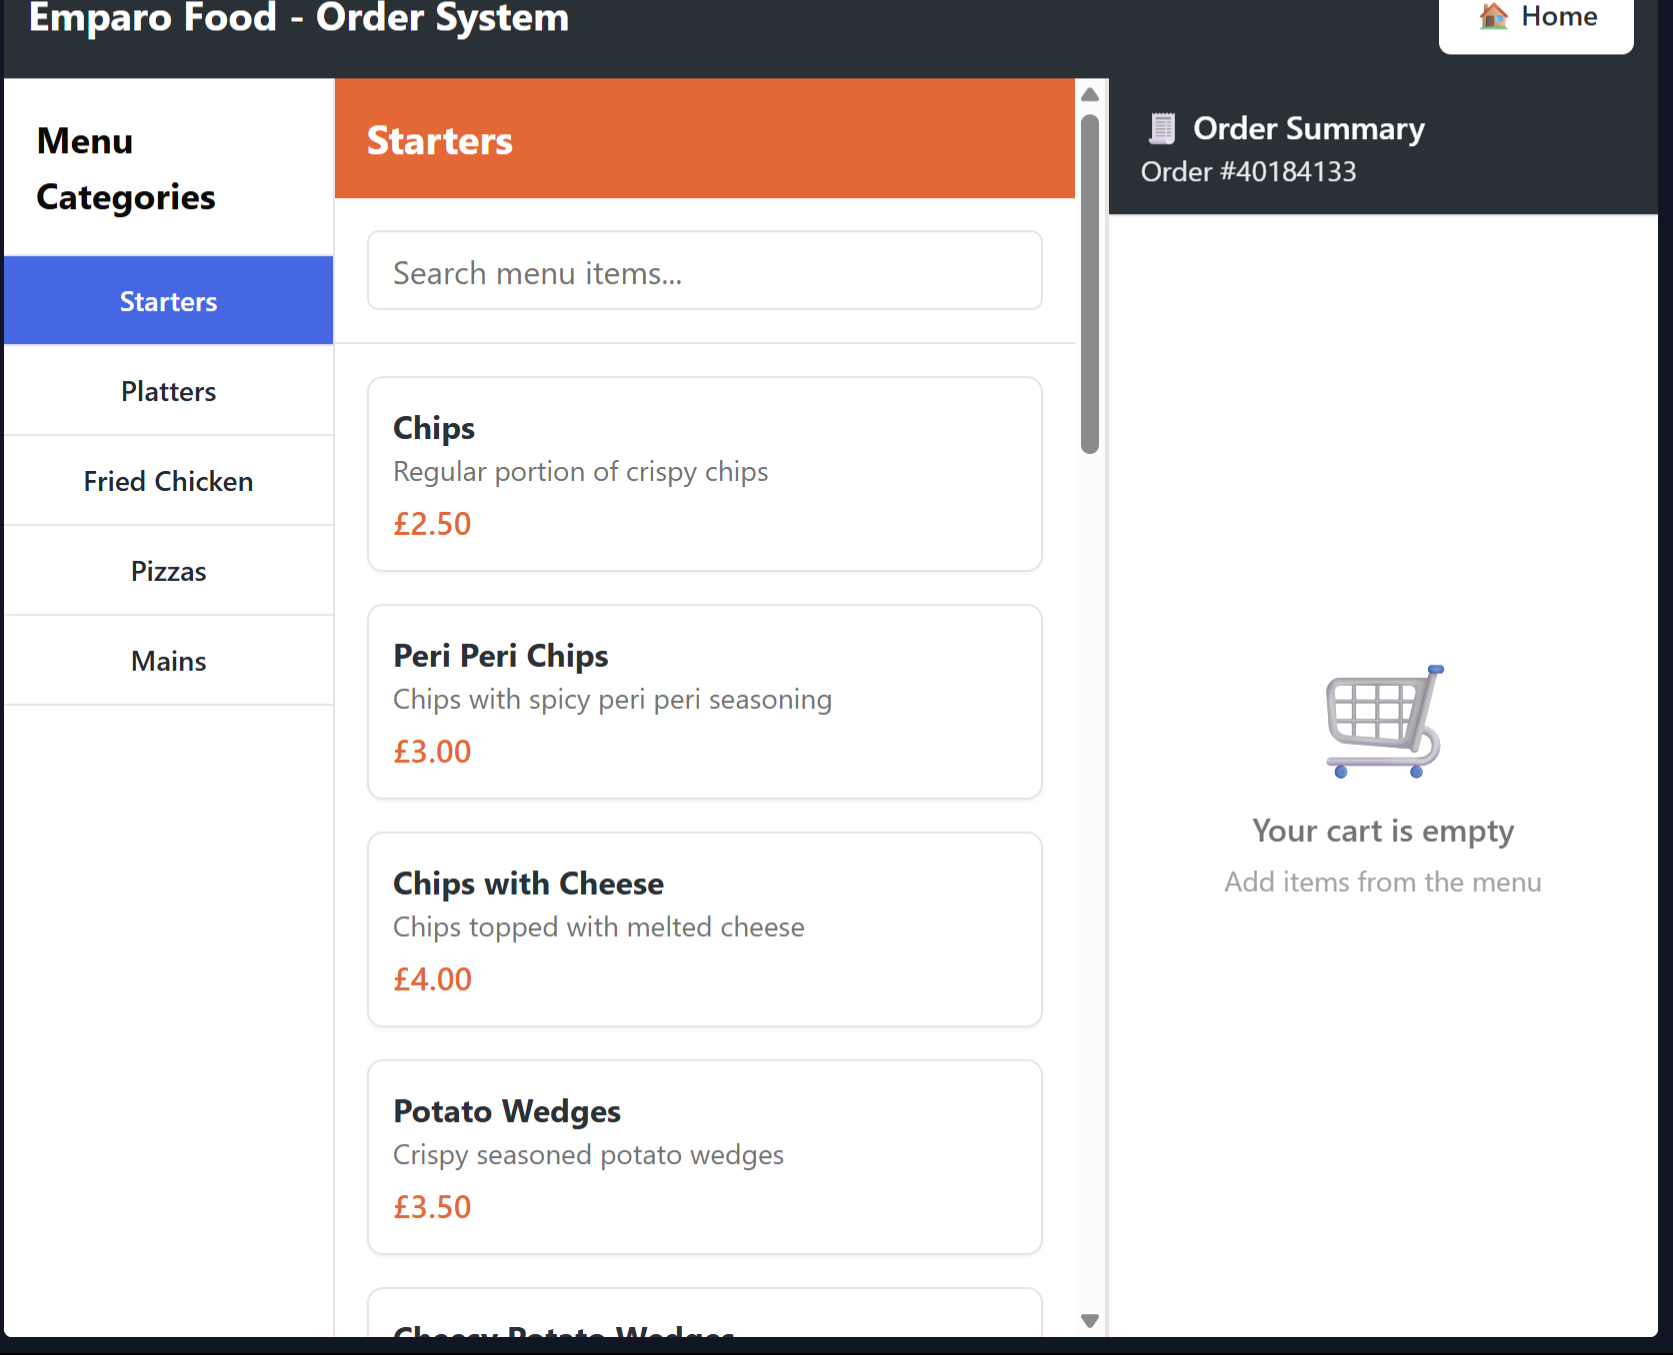 Emparo Food - Order System
🏠 Home
Menu
Categories
Starters
Platters
Fried Chicken
Pizzas
Mains
Starters
Search menu items...
Chips
Regular portion of crispy chips
£2.50
Peri Peri Chips
Chips with spicy peri peri seasoning
£3.00
Chips with Cheese
Chips topped with melted cheese
£4.00
Potato Wedges
Crispy seasoned potato wedges
£3.50
Cheesy Potato Wedges
🧾 Order Summary
Order #40184133
Your cart is empty
Add items from the menu